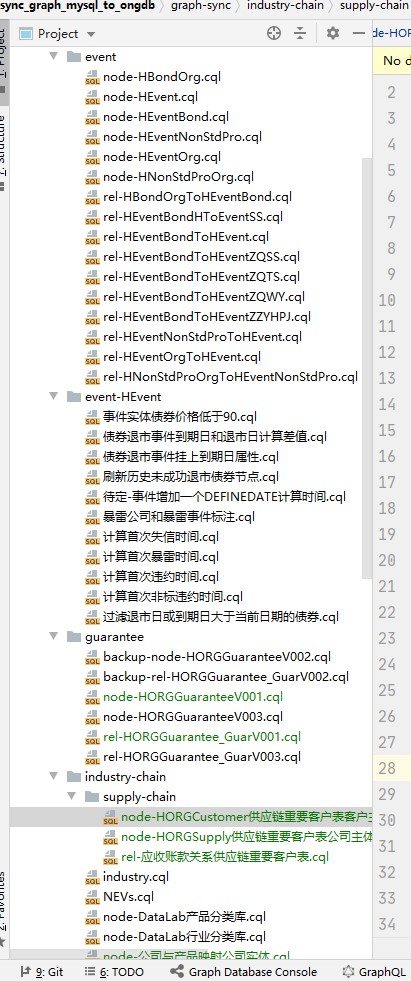 sync_graph_mysql_to_ongdb graph-sync industry-chain supply-chain
Project
No d
event
node-HBondOrg.cql
node-HEvent.cql
node-HEventBond.cql
node-HEventNonStdPro.cql
node-HEventOrg.cql
node-HNonStdProOrg.cql
rel-HBondOrgToHEventBond.cql
rel-HEventBondHToEventSS.cql
rel-HEventBondToHEvent.cql
rel-HEventBondToHEventZQSS.cql
rel-HEventBondToHEventZQTS.cql
rel-HEventBondToHEventZQWY.cql
rel-HEventBondToHEventZZYHPJ.cql
rel-HEventNonStdProToHEvent.cql
rel-HEventOrgToHEvent.cql
rel-HNonStdProOrgToHEventNonStdPro.cql
event-HEvent
事件实体债券价格低于90.cql
债券退市事件到期日和退市日计算差值.cql
债券退市事件挂上到期日属性.cql
刷新历史未成功退市债券节点.cql
待定-事件增加一个DEFINEDATE计算时间.cql
暴雷公司和暴雷事件标注.cql
计算首次失信时间.cql
计算首次暴雷时间.cql
计算首次违约时间.cql
计算首次非标违约时间.cql
过滤退市日或到期日大于当前日期的债券.cql
guarantee
backup-node-HORGGuaranteeV002.cql
backup-rel-HORGGuarantee_GuarV002.cql
node-HORGGuaranteeV001.cql
node-HORGGuaranteeV003.cql
rel-HORGGuarantee_GuarV001.cql
rel-HORGGuarantee_GuarV003.cql
industry-chain
supply-chain
node-HORGCustomer供应链重要客户表客户主
node-HORGSupply供应链重要客户表公司主体
rel-应收账款关系供应链重要客户表.cql
industry.cql
NEVs.cql
node-DataLab产品分类库.cql
node-DataLab行业分类库.cql
node-公司与产品映射公司实体.cql
2
3
4
5
6
7
8
9
10
11
12
13
14
15
16
17
18
19
20
21
22
23
24
25
26
27
28
29
30
31
32
33
34
1: Project
Structure
2: Favorites
9: Git 6: TODO Graph Database Console GraphQL